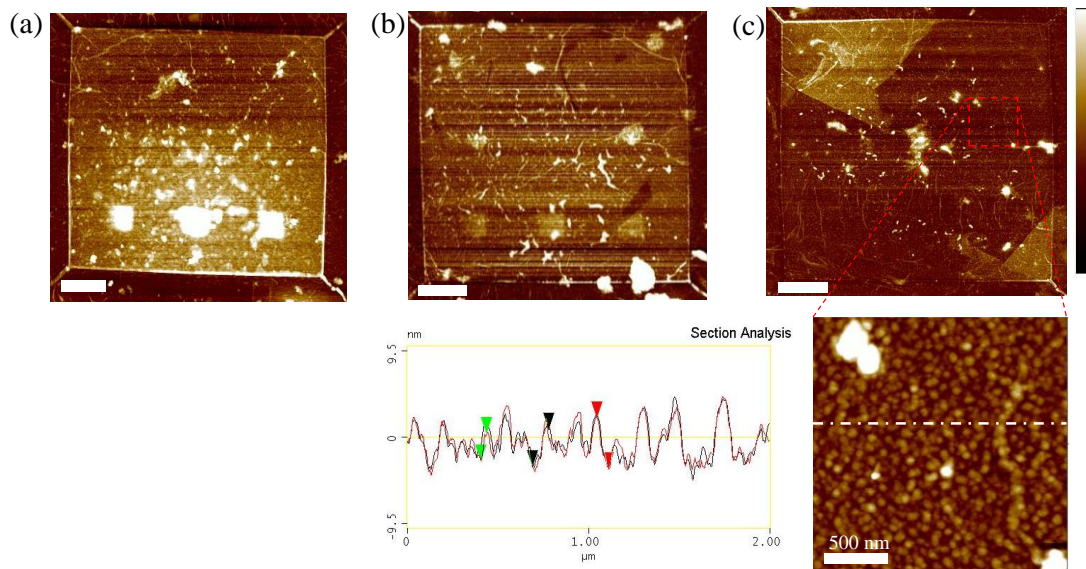 (a)
(b)
(c)
nm
Section Analysis
9.5
0
-9.5
0
1.00
2.00
µm
500 nm